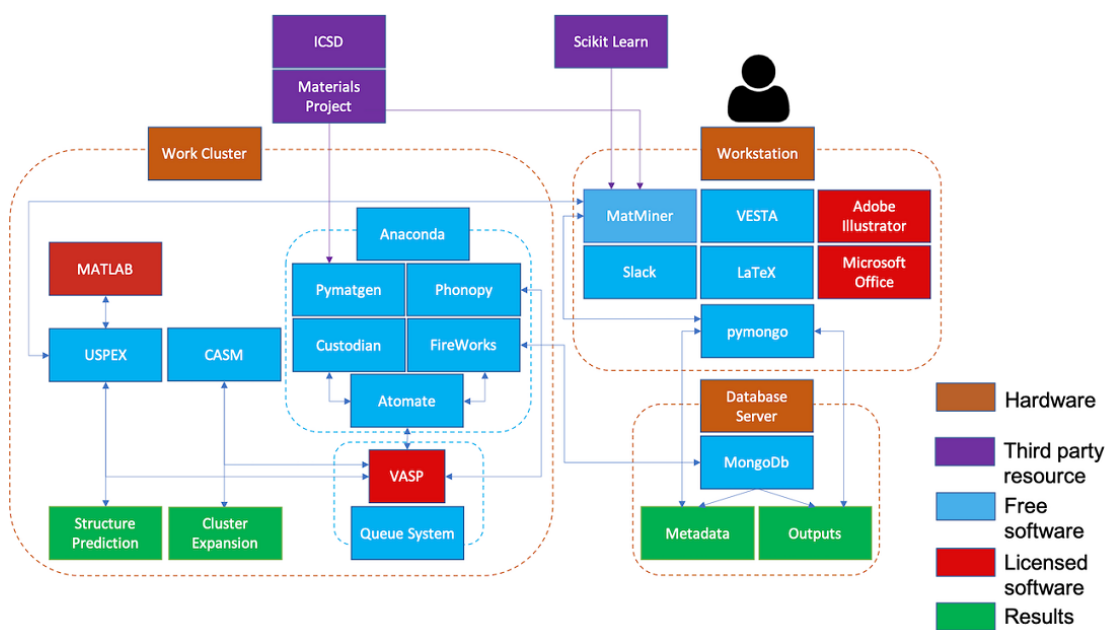 ICSD
Materials
Project
Scikit Learn
Work Cluster
Workstation
MATLAB
USPEX
CASM
Anaconda
Pymatgen
Phonopy
Custodian
FireWorks
Atomate
VASP
Queue System
Structure
Prediction
Cluster
Expansion
MatMiner
VESTA
Adobe
Illustrator
Slack
LaTeX
Microsoft
Office
pymongo
Database
Server
MongoDb
Metadata
Outputs
Hardware
Third party
resource
Free
software
Licensed
software
Results